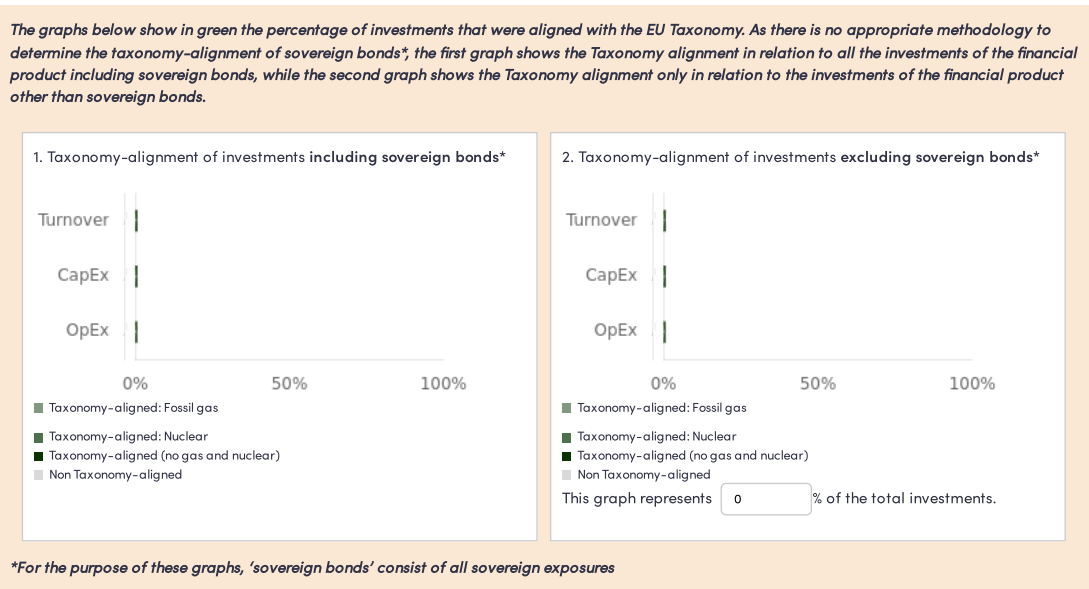 The graphs below show in green the percentage of investments that were aligned with the EU Taxonomy. As there is no appropriate methodology to
determine the taxonomy-alignment of sovereign bonds*, the first graph shows the Taxonomy alignment in relation to all the investments of the financial
product including sovereign bonds, while the second graph shows the Taxonomy alignment only in relation to the investments of the financial product
other than sovereign bonds.
1. Taxonomy-alignment of investments including sovereign bonds*
Turnover
CapEx
OpEx
0% 50% 100%
Taxonomy-aligned: Fossil gas
Taxonomy-aligned: Nuclear
Taxonomy-aligned (no gas and nuclear)
Non Taxonomy-aligned
2. Taxonomy-alignment of investments excluding sovereign bonds*
Turnover
CapEx
OpEx
0% 50% 100%
Taxonomy-aligned: Fossil gas
Taxonomy-aligned: Nuclear
Taxonomy-aligned (no gas and nuclear)
Non Taxonomy-aligned
This graph represents 0 % of the total investments.
*For the purpose of these graphs, ‘sovereign bonds’ consist of all sovereign exposures